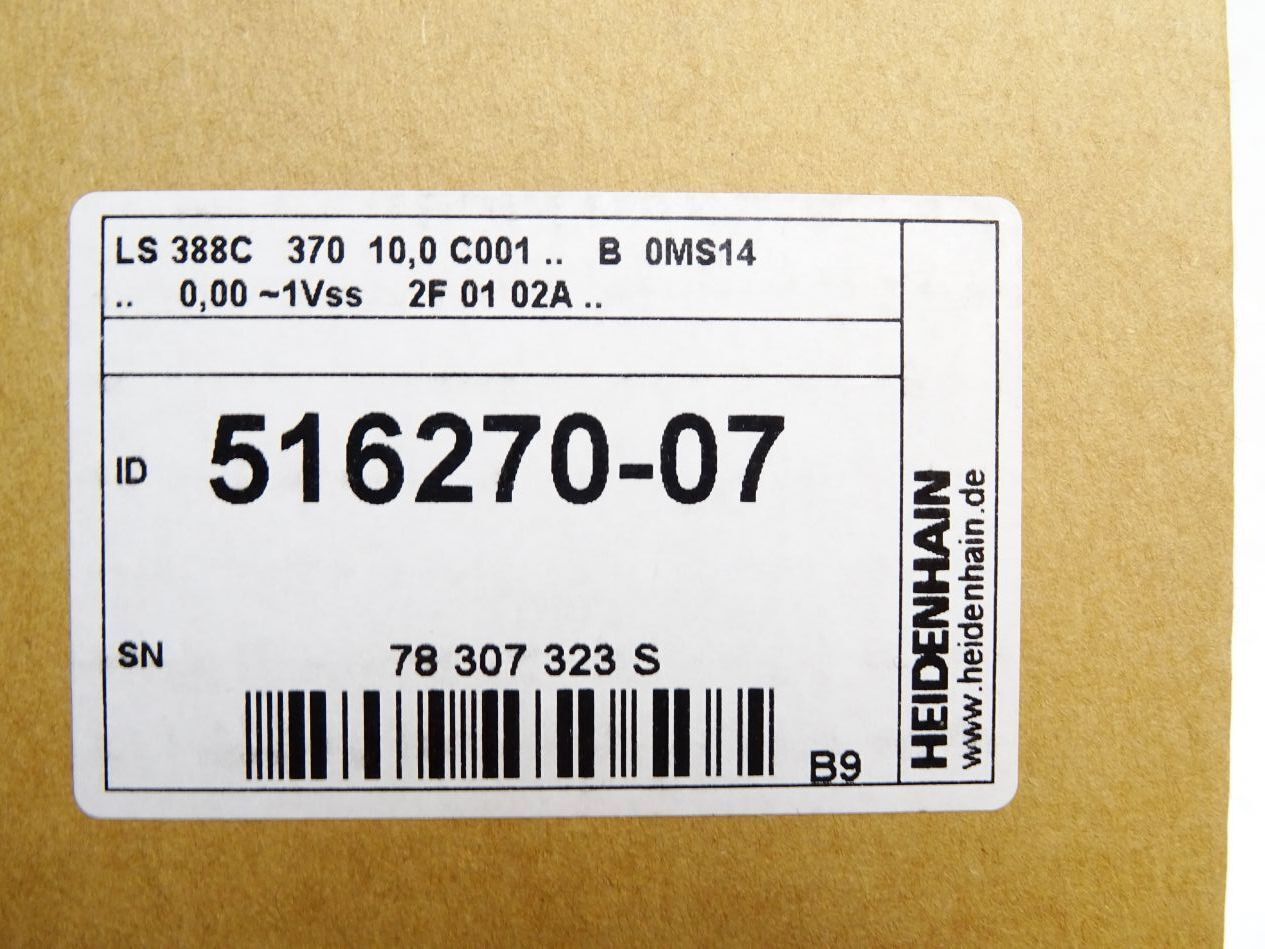 LS 388C 370 10,0 C001 .. B 0MS14
.. 0,00 ~1Vss 2F 01 02A ..
ID 516270-07
SN 78 307 323 S
B9
HEIDENHAIN
www.heidenhain.de